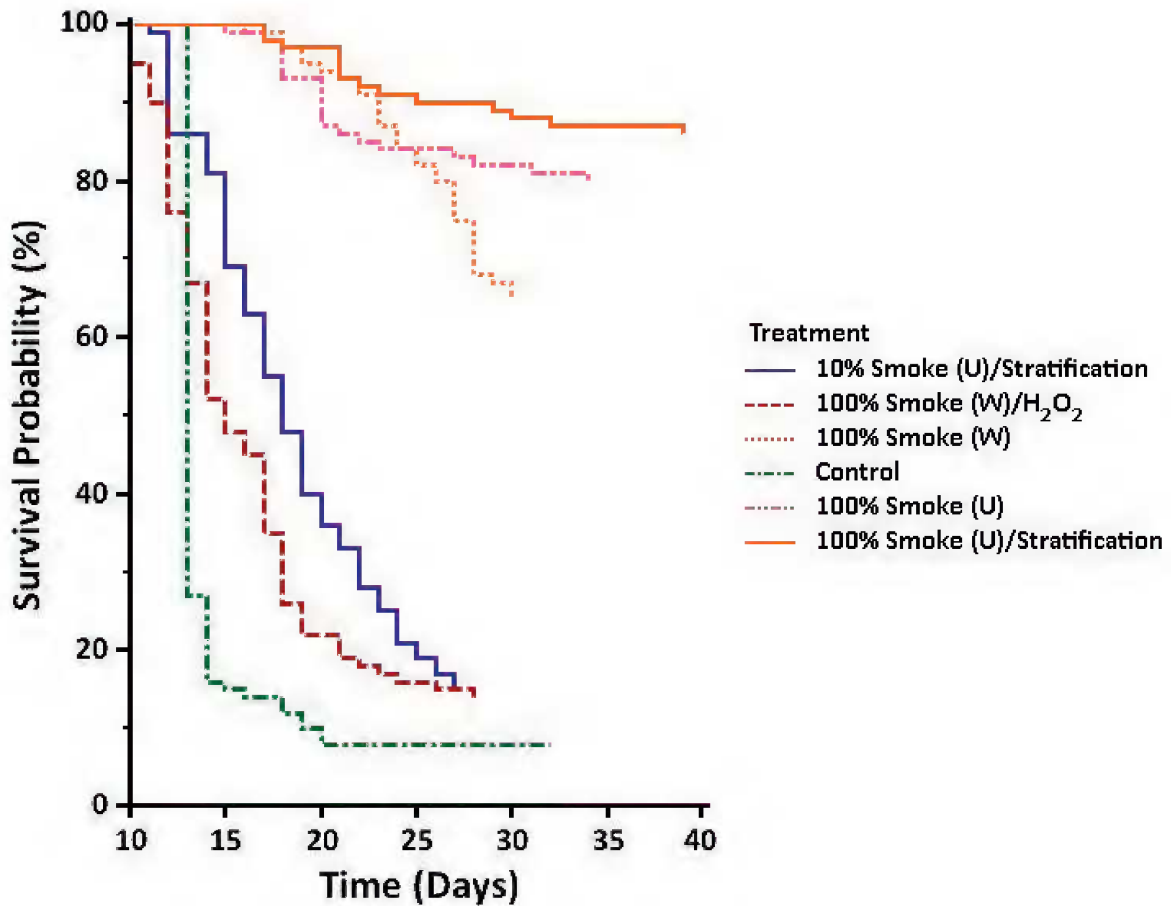 100
80
60
40
20
0
Survival Probability (%)
10 15 20 25 30 35 40
Time (Days)
Treatment
10% Smoke (U)/Stratification
100% Smoke (W)/H₂O₂
100% Smoke (W)
Control
100% Smoke (U)
100% Smoke (U)/Stratification